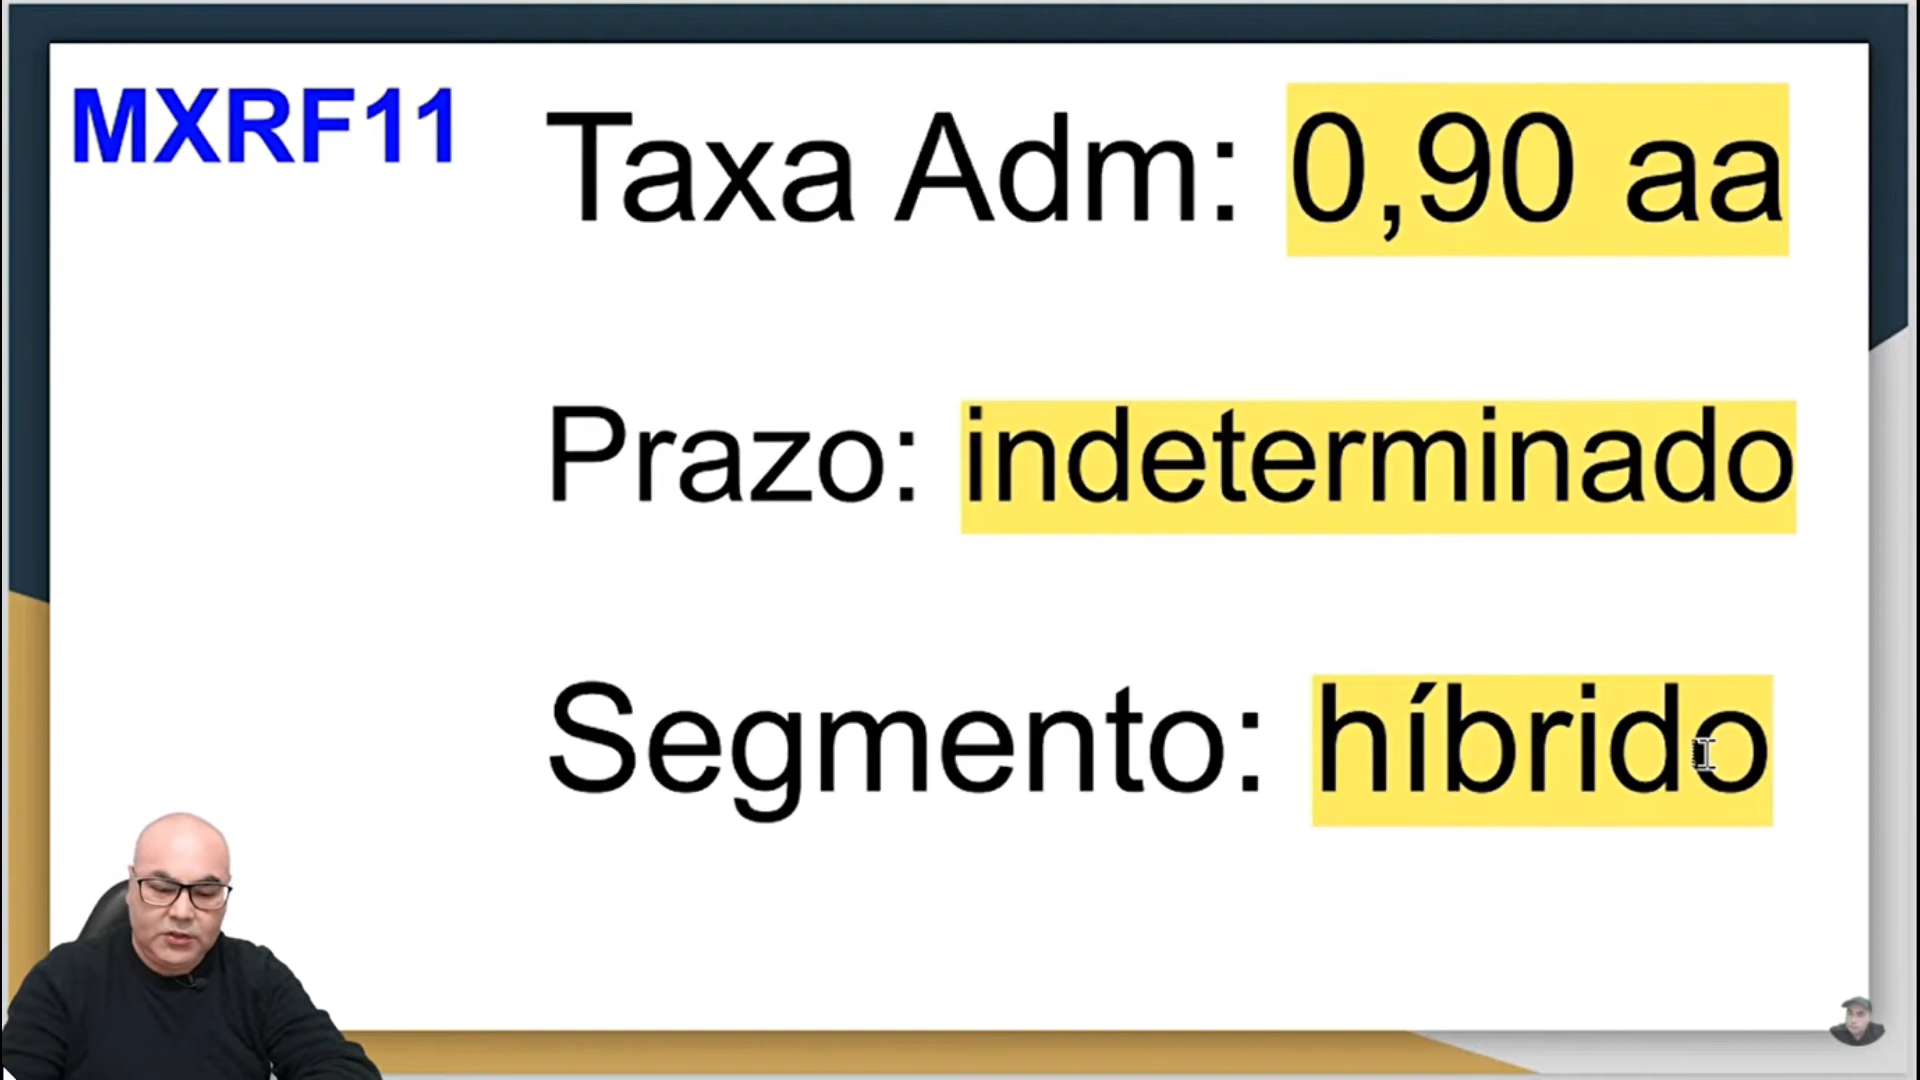 MXRF11
Taxa Adm: 0,90 aa
Prazo: indeterminado
Segmento: híbrido